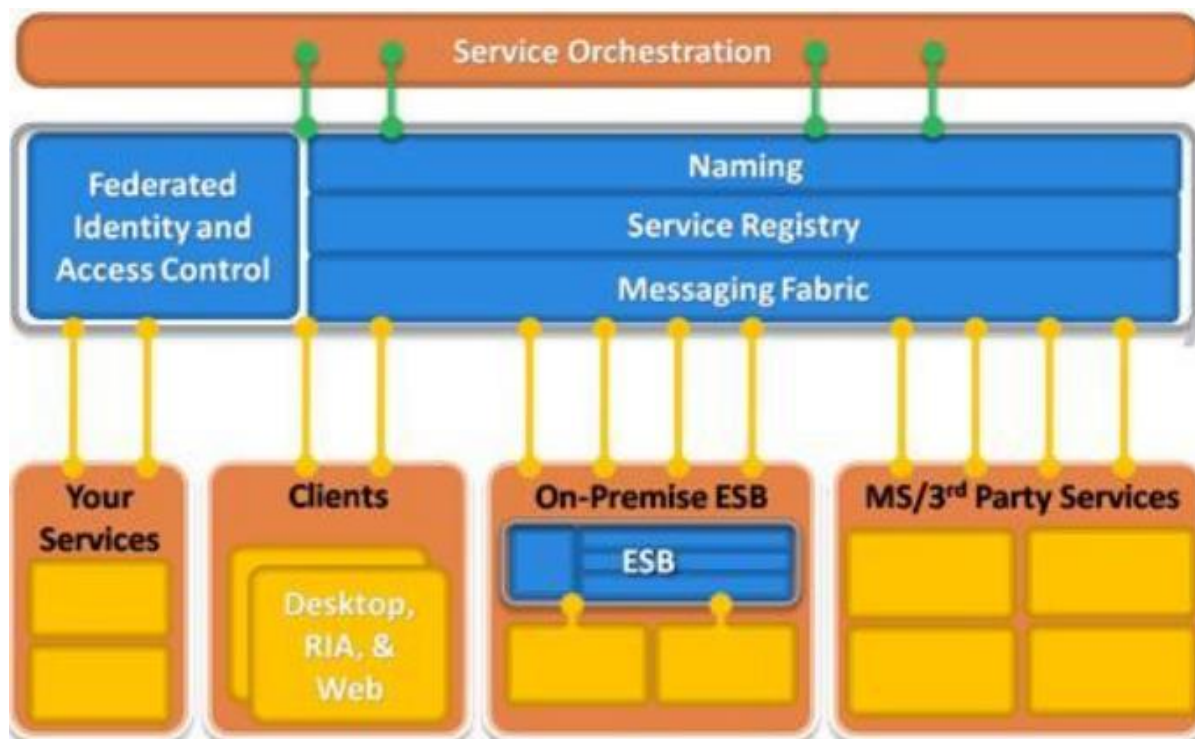 Service Orchestration
Federated
Identity and
Access Control
Naming
Service Registry
Messaging Fabric
Your
Services
Clients
Desktop,
RIA, &
Web
On-Premise ESB
ESB
MS/3rd Party Services